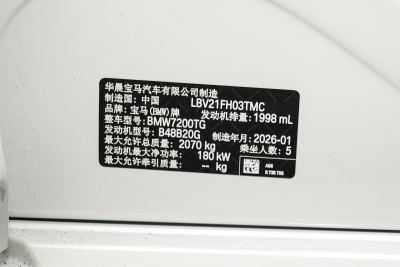 华晨宝马汽车有限公司制造
制造国：中国 LBV21FH03TMC
品牌：宝马(BMW)牌 发动机排量：1998 mL
整车型号：BMW7200TG
发动机型号：B48B20G 制造年月：2026-01
最大允许总质量：2070 kg 乘坐人数：5
最大净功率：180 kW
最大允许牵引质量：-- kg